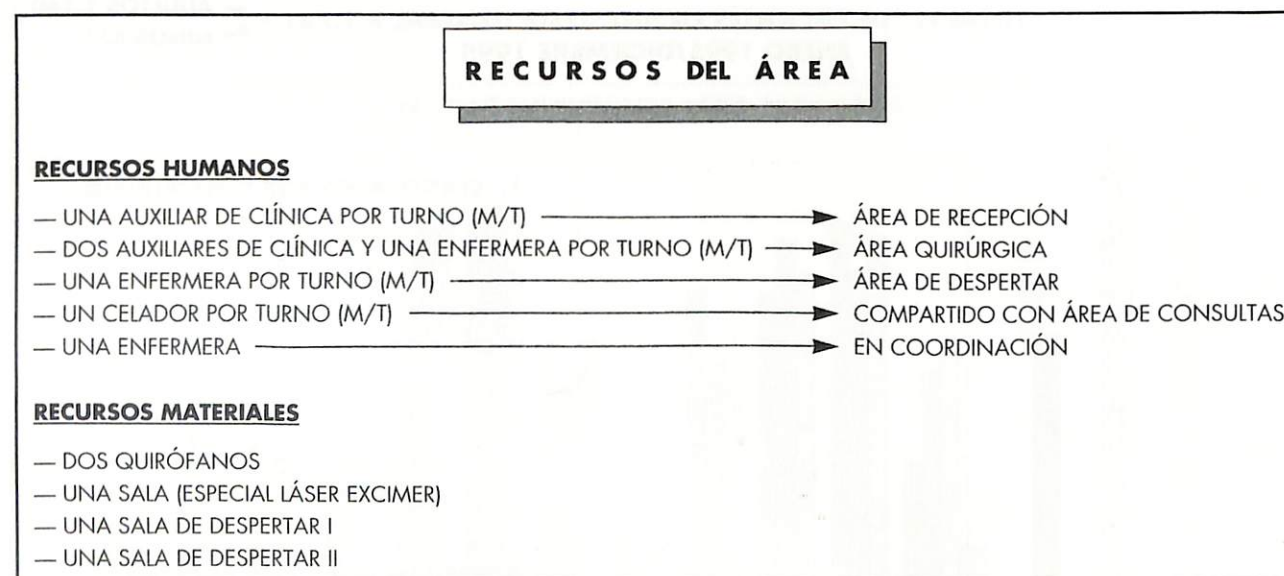 RECURSOS DEL ÁREA
RECURSOS HUMANOS
— UNA AUXILIAR DE CLÍNICA POR TURNO (M/T) ÁREA DE RECEPCIÓN
— DOS AUXILIARES DE CLÍNICA Y UNA ENFERMERA POR TURNO (M/T) ÁREA QUIRÚRGICA
— UNA ENFERMERA POR TURNO (M/T) ÁREA DE DESPERTAR
— UN CELADOR POR TURNO (M/T) COMPARTIDO CON ÁREA DE CONSULTAS
— UNA ENFERMERA EN COORDINACIÓN
RECURSOS MATERIALES
— DOS QUIRÓFANOS
— UNA SALA (ESPECIAL LÁSER EXCIMER)
— UNA SALA DE DESPERTAR I
— UNA SALA DE DESPERTAR II